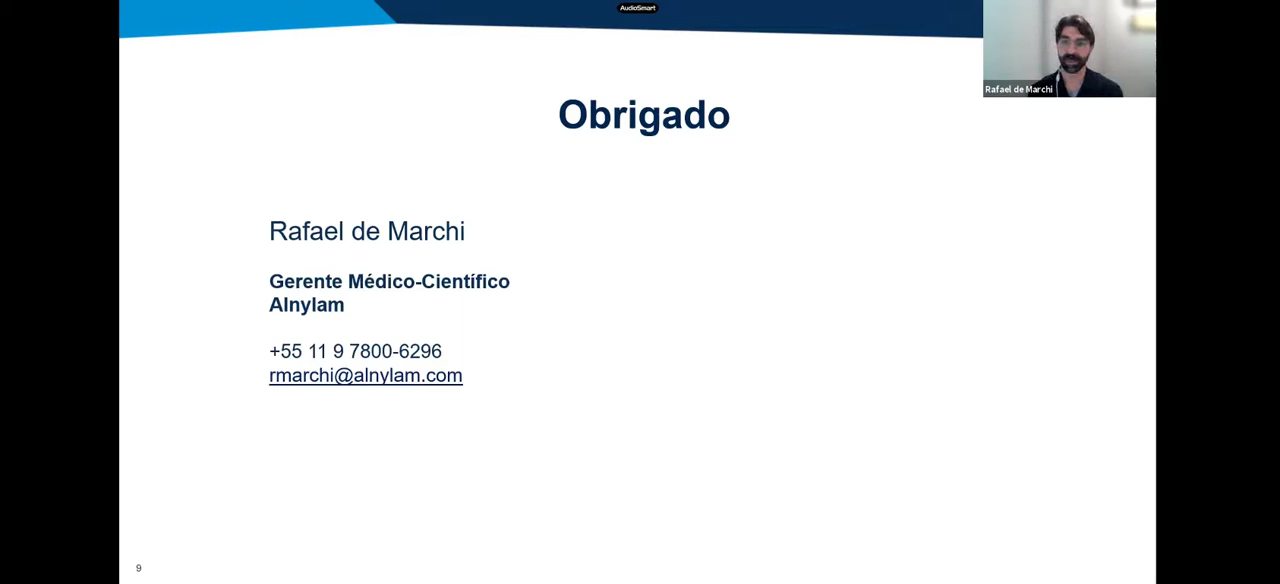 AudioSmart
Rafael de Marchi
Obrigado
Rafael de Marchi
Gerente Médico-Científico
Alnylam
+55 11 9 7800-6296
rmarchi@alnylam.com
9